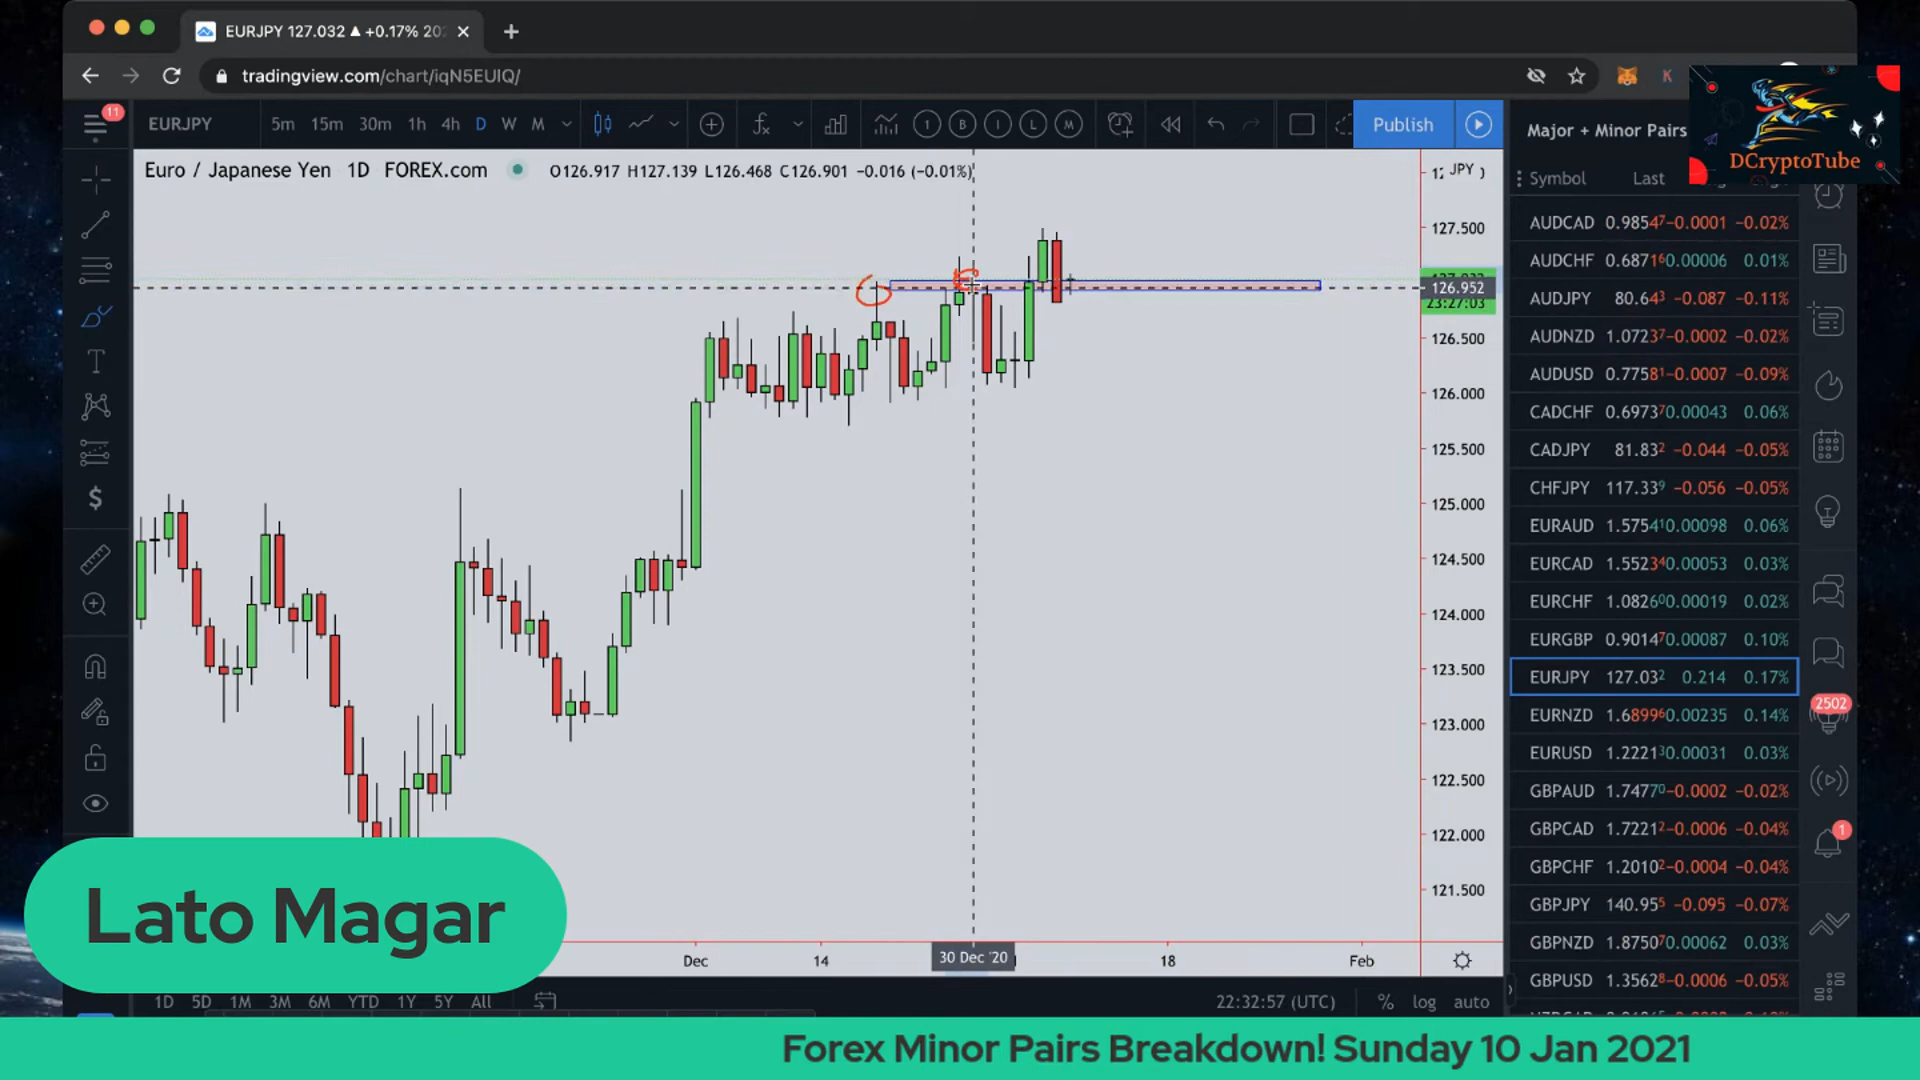 EURJPY 127.032 ▲ +0.17% 20
tradingview.com/chart/iqN5EUIQ/
K
11
EURJPY 5m 15m 30m 1h 4h D W M 1 B I L M Publish
Major + Minor Pairs
DCryptoTube
Euro / Japanese Yen 1D FOREX.com O126.917 H127.139 L126.468 C126.901 −0.016 (−0.01%)
JPY
Symbol Last
127.500
126.952
23:27:03
126.500
126.000
125.500
125.000
124.500
124.000
123.500
123.000
122.500
122.000
121.500
AUDCAD 0.98547 −0.0001 −0.02%
AUDCHF 0.68716 0.00006 0.01%
AUDJPY 80.643 −0.087 −0.11%
AUDNZD 1.07237 −0.0002 −0.02%
AUDUSD 0.77581 −0.0007 −0.09%
CADCHF 0.69737 0.00043 0.06%
CADJPY 81.832 −0.044 −0.05%
CHFJPY 117.339 −0.056 −0.05%
EURAUD 1.57541 0.00098 0.06%
EURCAD 1.55234 0.00053 0.03%
EURCHF 1.08260 0.00019 0.02%
EURGBP 0.90147 0.00087 0.10%
EURJPY 127.032 0.214 0.17%
EURNZD 1.68996 0.00235 0.14%
EURUSD 1.22213 0.00031 0.03%
GBPAUD 1.74770 −0.0002 −0.02%
GBPCAD 1.72212 −0.0006 −0.04%
GBPCHF 1.20102 −0.0004 −0.04%
GBPJPY 140.955 −0.095 −0.07%
GBPNZD 1.87507 0.00062 0.03%
GBPUSD 1.35628 −0.0006 −0.05%
2502
1
Lato Magar
Dec 14 30 Dec '20 18 Feb
1D 5D 1M 3M 6M YTD 1Y 5Y All 22:32:57 (UTC) % log auto
Forex Minor Pairs Breakdown! Sunday 10 Jan 2021